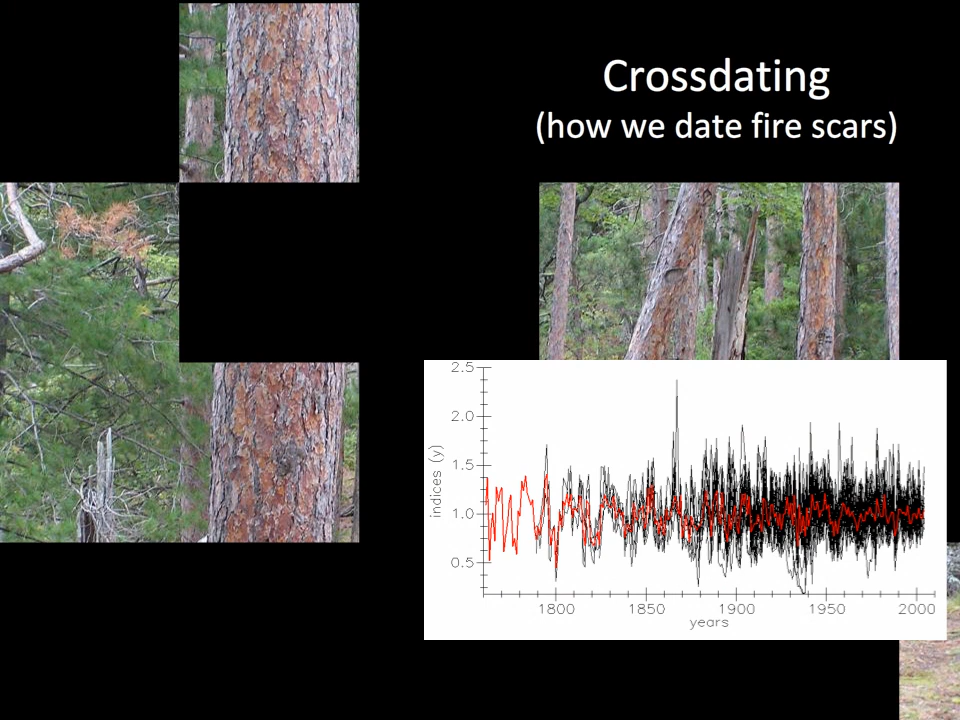 Crossdating
(how we date fire scars)
2.5
2.0
1.5
1.0
0.5
indices (y)
1800 1850 1900 1950 2000
years